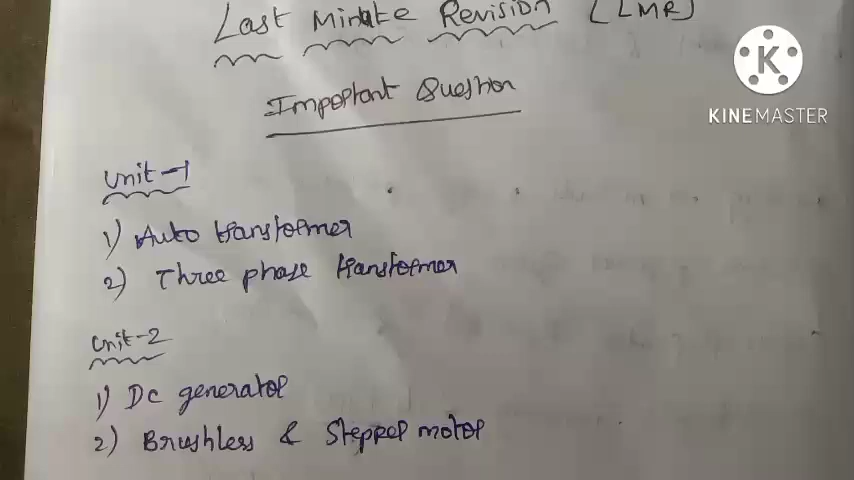 Last Minute Revision (LMR)
Important Question
KINEMASTER
Unit-1
1) Auto transformer
2) Three phase transformer
Unit-2
1) DC generator
2) Brushless & Stepper motor